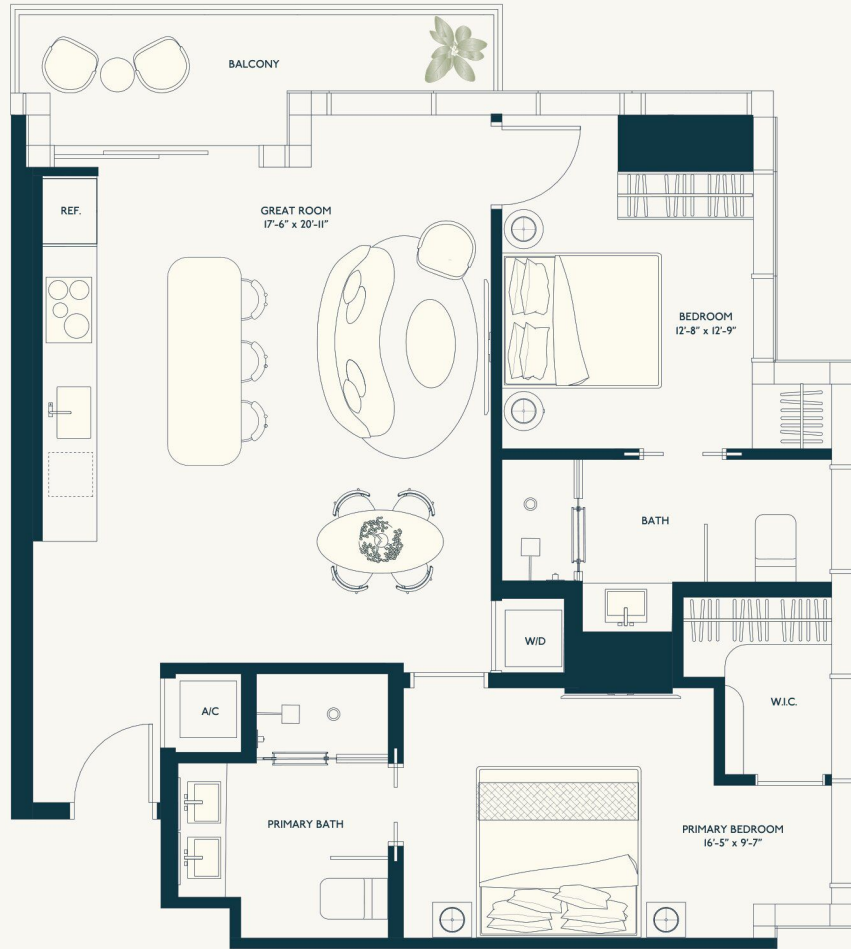 BALCONY
REF.
GREAT ROOM
17'-6" x 20'-11"
BEDROOM
12'-8" x 12'-9"
BATH
W/D
A/C
W.I.C.
PRIMARY BATH
PRIMARY BEDROOM
16'-5" x 9'-7"